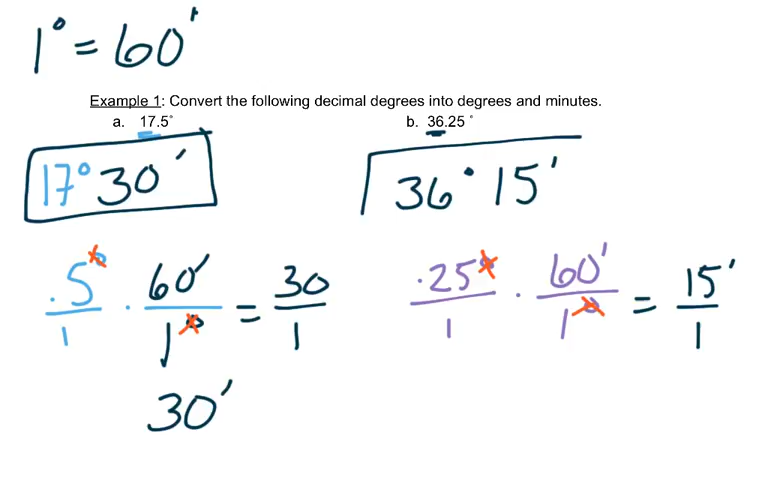 1° = 60'
Example 1: Convert the following decimal degrees into degrees and minutes.
a. 17.5°
b. 36.25 °
17° 30'
36° 15'
.5° / 1 · 60' / 1° = 30 / 1
30'
.25° / 1 · 60' / 1° = 15' / 1